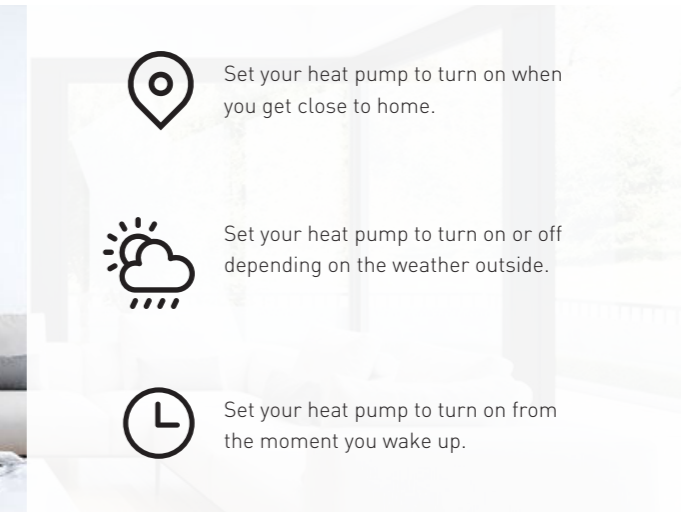 Set your heat pump to turn on when
you get close to home.
Set your heat pump to turn on or off
depending on the weather outside.
Set your heat pump to turn on from
the moment you wake up.